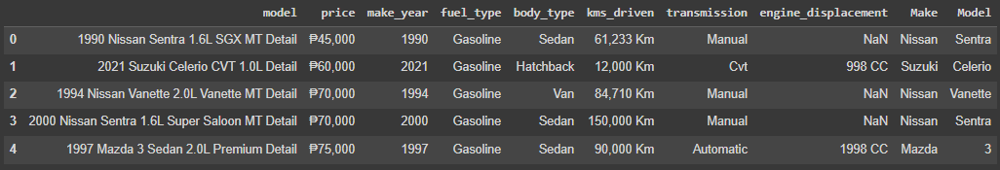 model price make_year fuel_type body_type kms_driven transmission engine_displacement Make Model
0 1990 Nissan Sentra 1.6L SGX MT Detail ₱45,000 1990 Gasoline Sedan 61,233 Km Manual NaN Nissan Sentra
1 2021 Suzuki Celerio CVT 1.0L Detail ₱60,000 2021 Gasoline Hatchback 12,000 Km Cvt 998 CC Suzuki Celerio
2 1994 Nissan Vanette 2.0L Vanette MT Detail ₱70,000 1994 Gasoline Van 84,710 Km Manual NaN Nissan Vanette
3 2000 Nissan Sentra 1.6L Super Saloon MT Detail ₱70,000 2000 Gasoline Sedan 150,000 Km Manual NaN Nissan Sentra
4 1997 Mazda 3 Sedan 2.0L Premium Detail ₱75,000 1997 Gasoline Sedan 90,000 Km Automatic 1998 CC Mazda 3